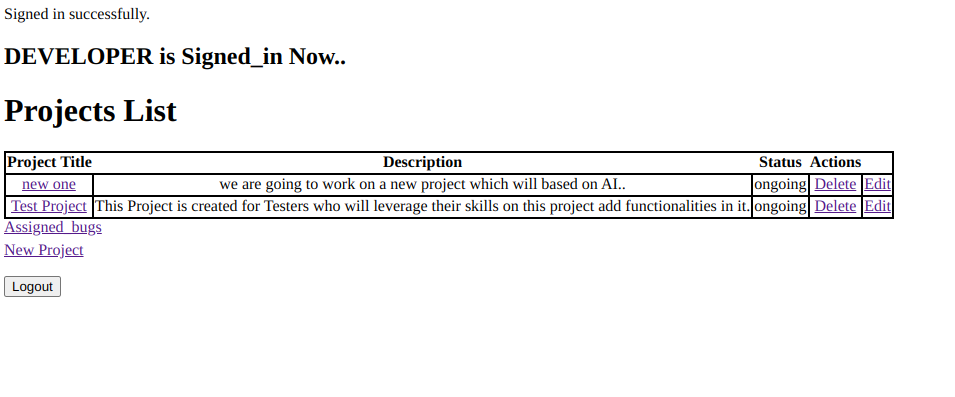 Signed in successfully.
DEVELOPER is Signed_in Now..
Projects List
Project Title Description Status Actions
new one we are going to work on a new project which will based on AI.. ongoing Delete Edit
Test Project This Project is created for Testers who will leverage their skills on this project add functionalities in it. ongoing Delete Edit
Assigned_bugs
New Project
Logout